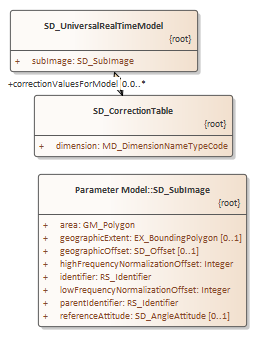 SD_UniversalRealTimeModel
{root}
+ subImage: SD_SubImage
+correctionValuesForModel 0.0..*
SD_CorrectionTable
{root}
+ dimension: MD_DimensionNameTypeCode
Parameter Model::SD_SubImage
{root}
+ area: GM_Polygon
+ geographicExtent: EX_BoundingPolygon [0..1]
+ geographicOffset: SD_Offset [0..1]
+ highFrequencyNormalizationOffset: Integer
+ identifier: RS_Identifier
+ lowFrequencyNormalizationOffset: Integer
+ parentIdentifier: RS_Identifier
+ referenceAttitude: SD_AngleAttitude [0..1]